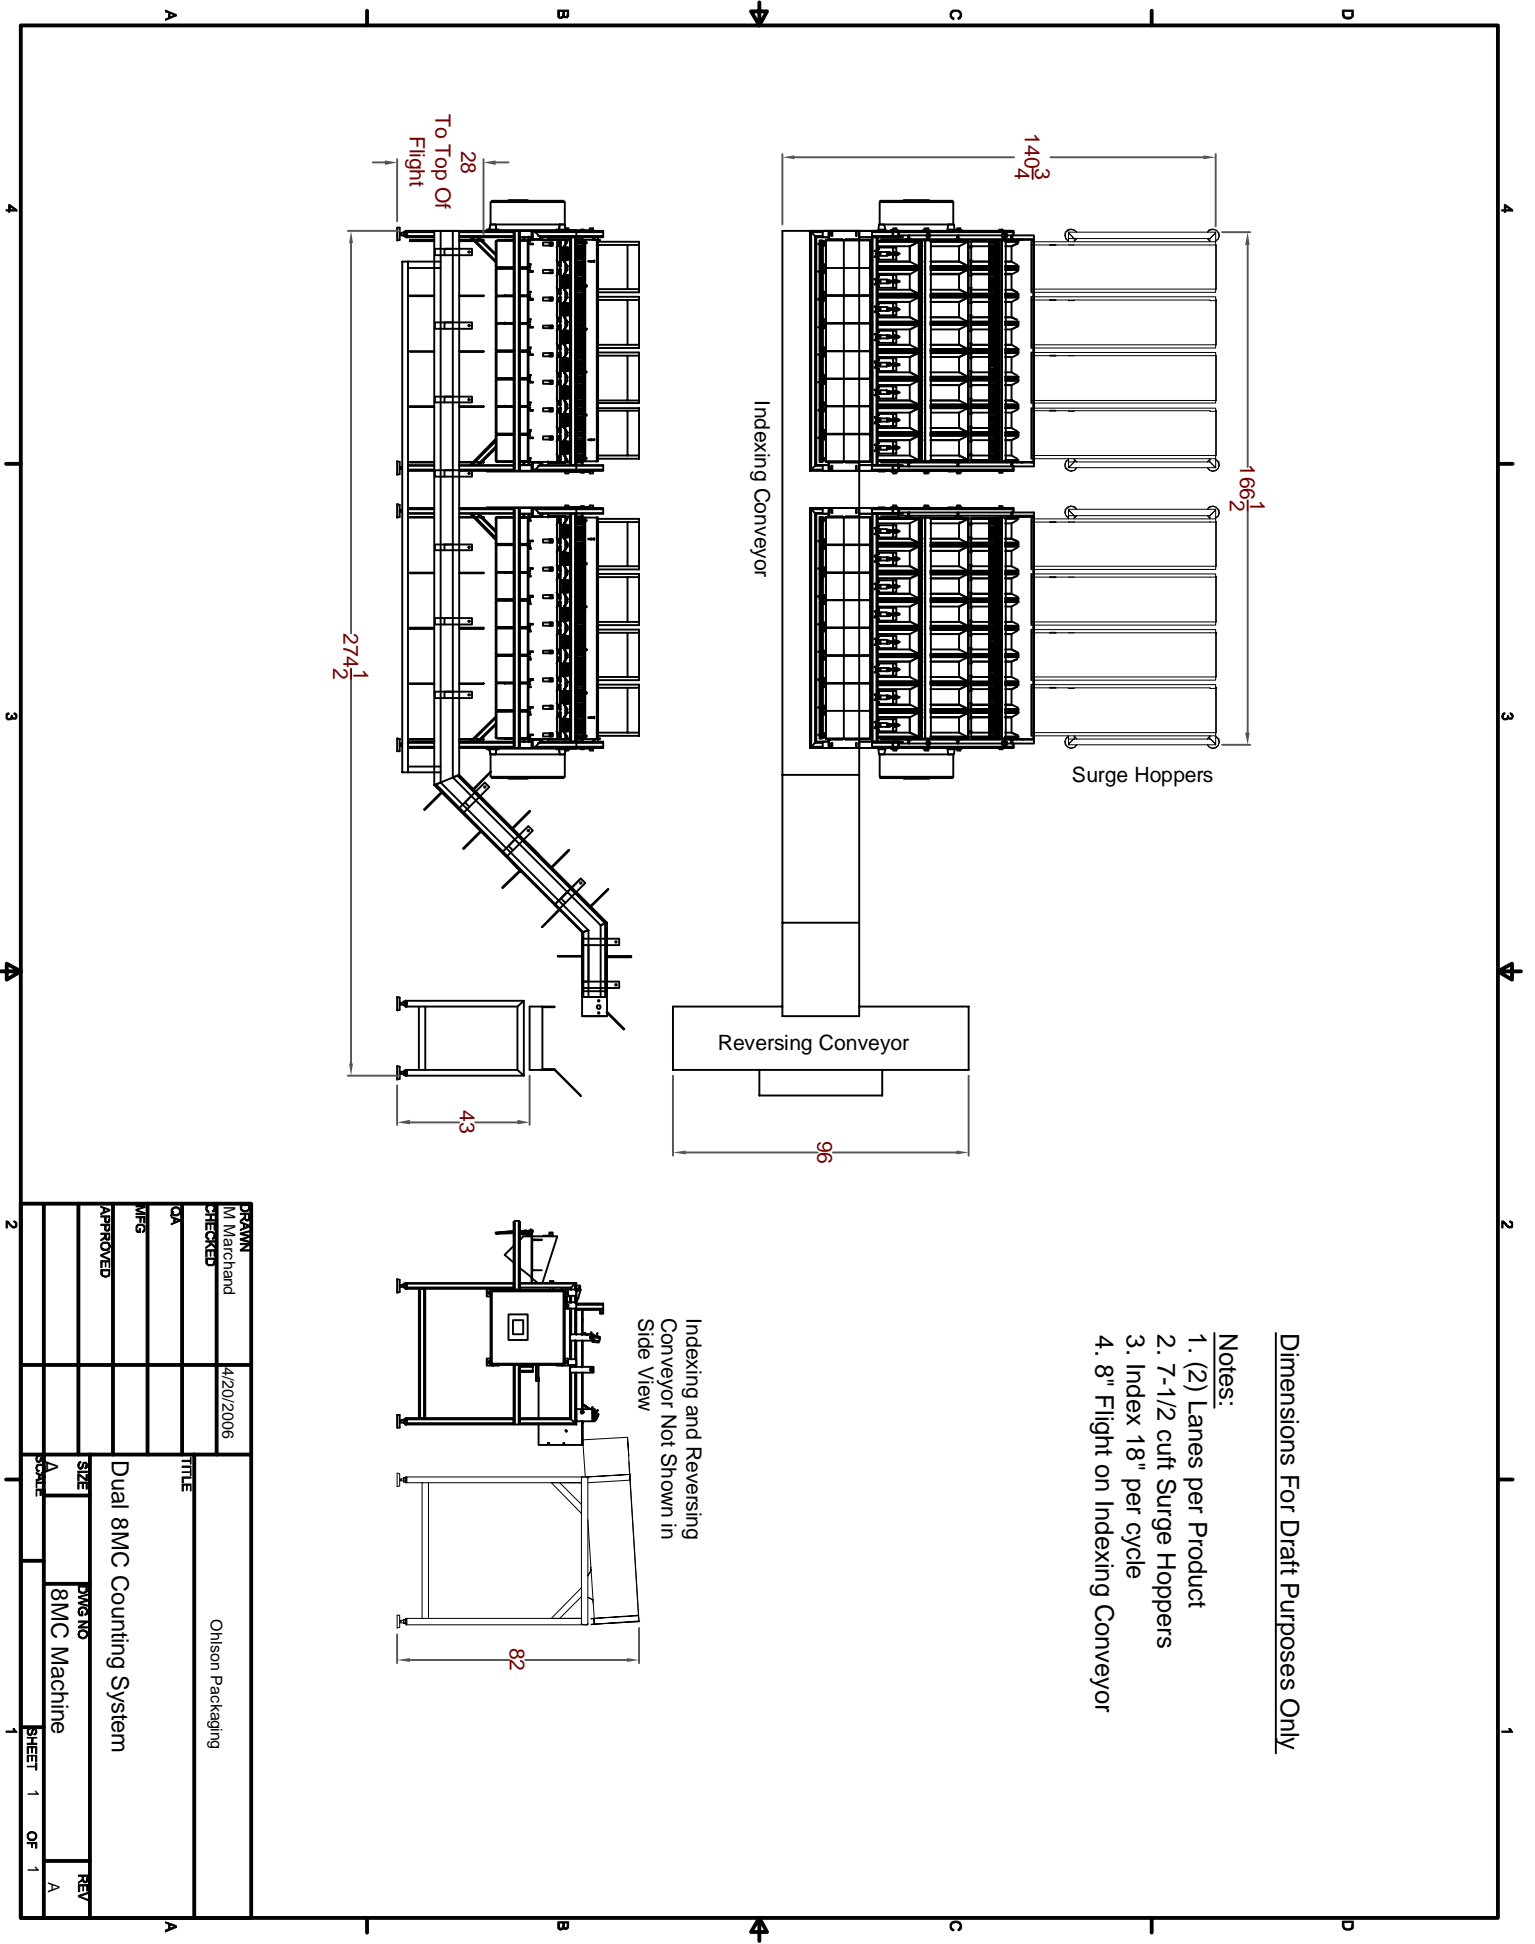 D
C
B
A
4
3
2
1
4
3
2
1
D
C
B
A
166 1/2
140 3/4
Surge Hoppers
Indexing Conveyor
Reversing Conveyor
96
Dimensions For Draft Purposes Only
Notes:
1. (2) Lanes per Product
2. 7-1/2 cuft Surge Hoppers
3. Index 18" per cycle
4. 8" Flight on Indexing Conveyor
28
To Top Of
Flight
274 1/2
43
Indexing and Reversing
Conveyor Not Shown in
Side View
82
DRAWN
M Marchand
4/20/2006
CHECKED
QA
MFG
APPROVED
Ohlson Packaging
TITLE
Dual 8MC Counting System
SIZE
A
DWG NO
8MC Machine
REV
A
SCALE
SHEET 1 OF 1